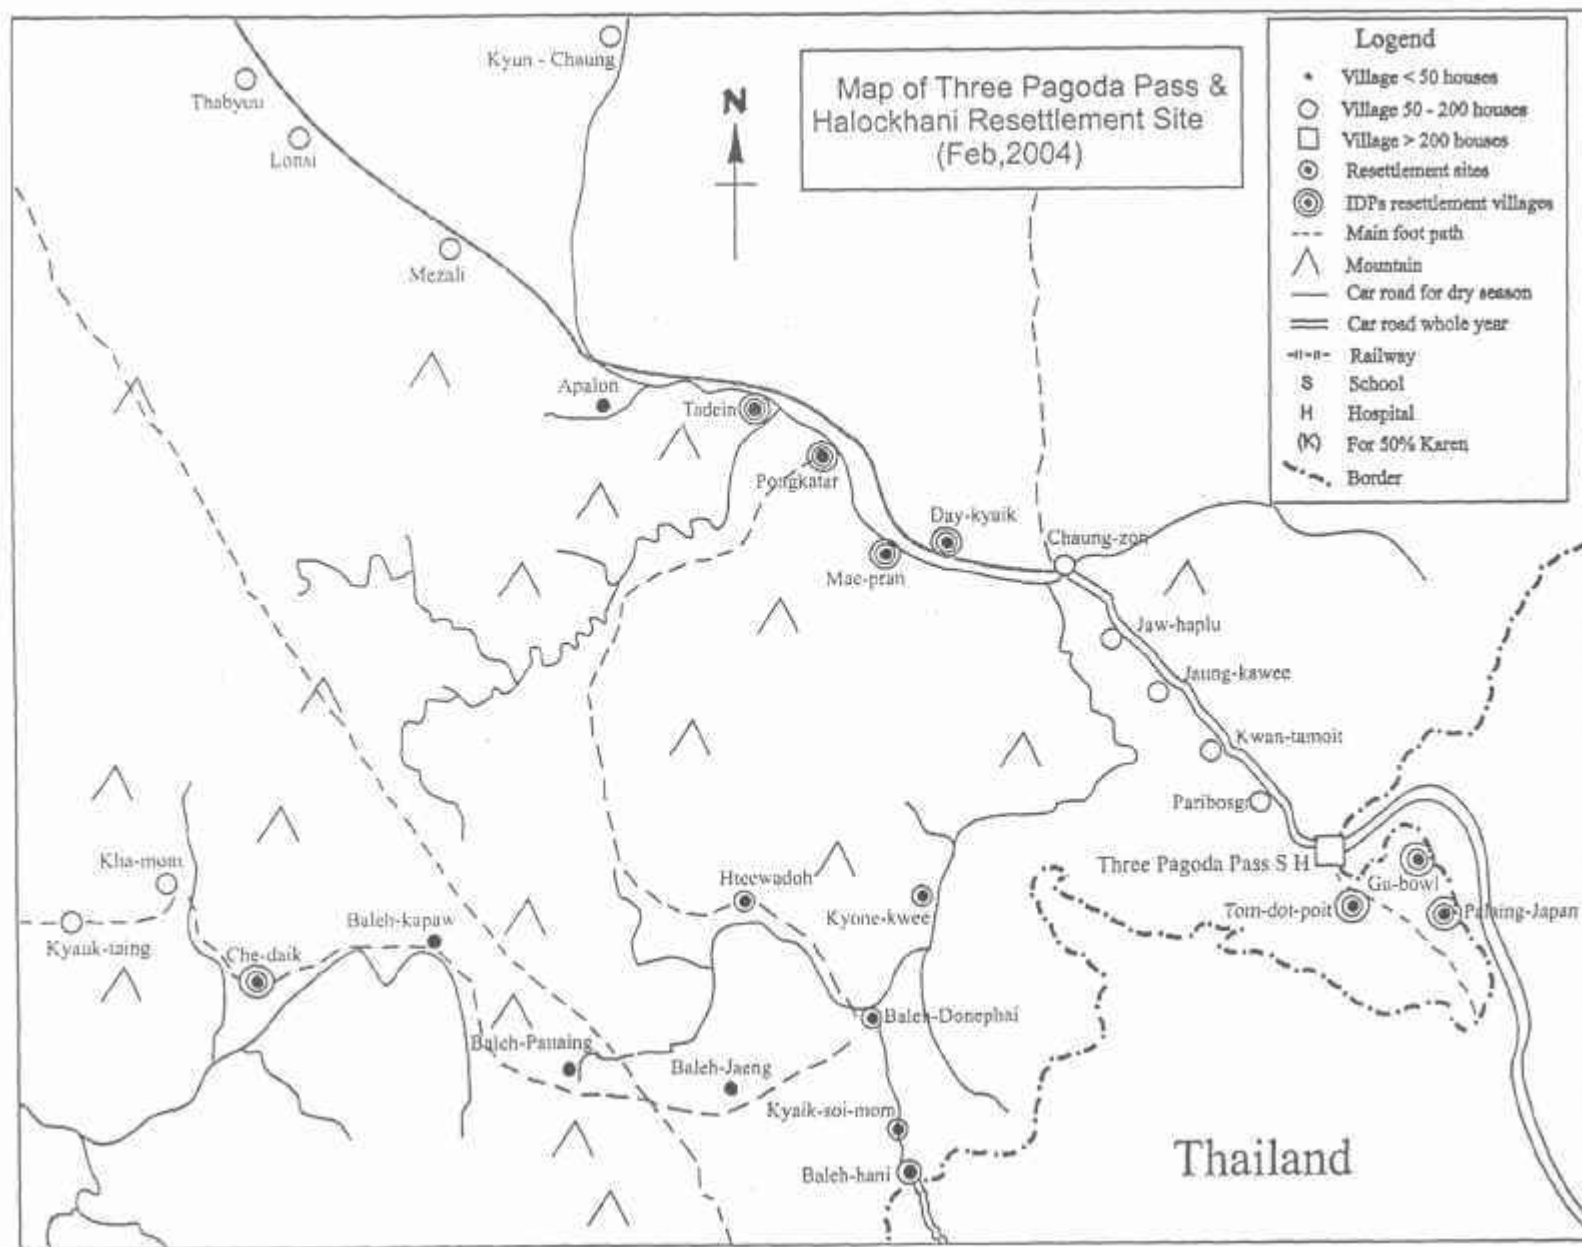 Kyun - Chaung
Thabyuu
Lonsi
Mezali
N
Map of Three Pagoda Pass &
Halockhani Resettlement Site
(Feb,2004)
Logend
Village < 50 houses
Village 50 - 200 houses
Village > 200 houses
Resettlement sites
IDPs resettlement villages
Main foot path
Mountain
Car road for dry season
Car road whole year
Railway
S School
H Hospital
(K) For 50% Karen
Border
Apalon
Tadein
Pongkatar
Day-kyaik
Mae-pran
Chaung-zon
Jaw-haplu
Jaung-kawee
Kwan-tamoit
Paribosgr
Three Pagoda Pass S H
Ga-bowl
Tom-dot-poit
Palaing-Japan
Kha-mom
Kyauk-taing
Che-daik
Baleh-kapaw
Hteewadoh
Kyone-kwee
Baleh-Donephai
Baleh-Panaing
Baleh-Jaeng
Kyaik-soi-mom
Baleh-hani
Thailand